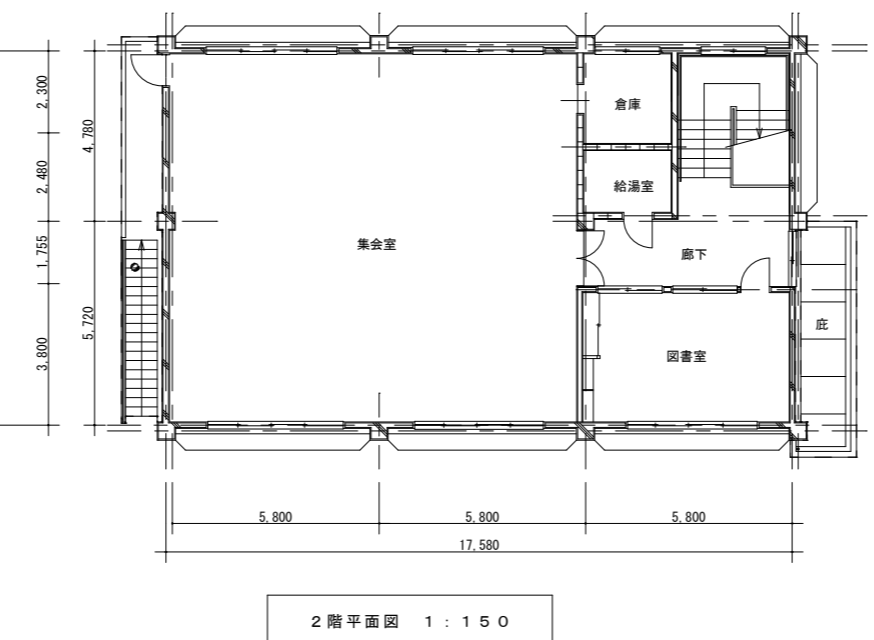 倉庫
給湯室
集会室
廊下
庇
図書室
2,300
2,480
1,755
3,800
4,780
5,720
5,800
5,800
5,800
17,580
２階平面図　１：１５０